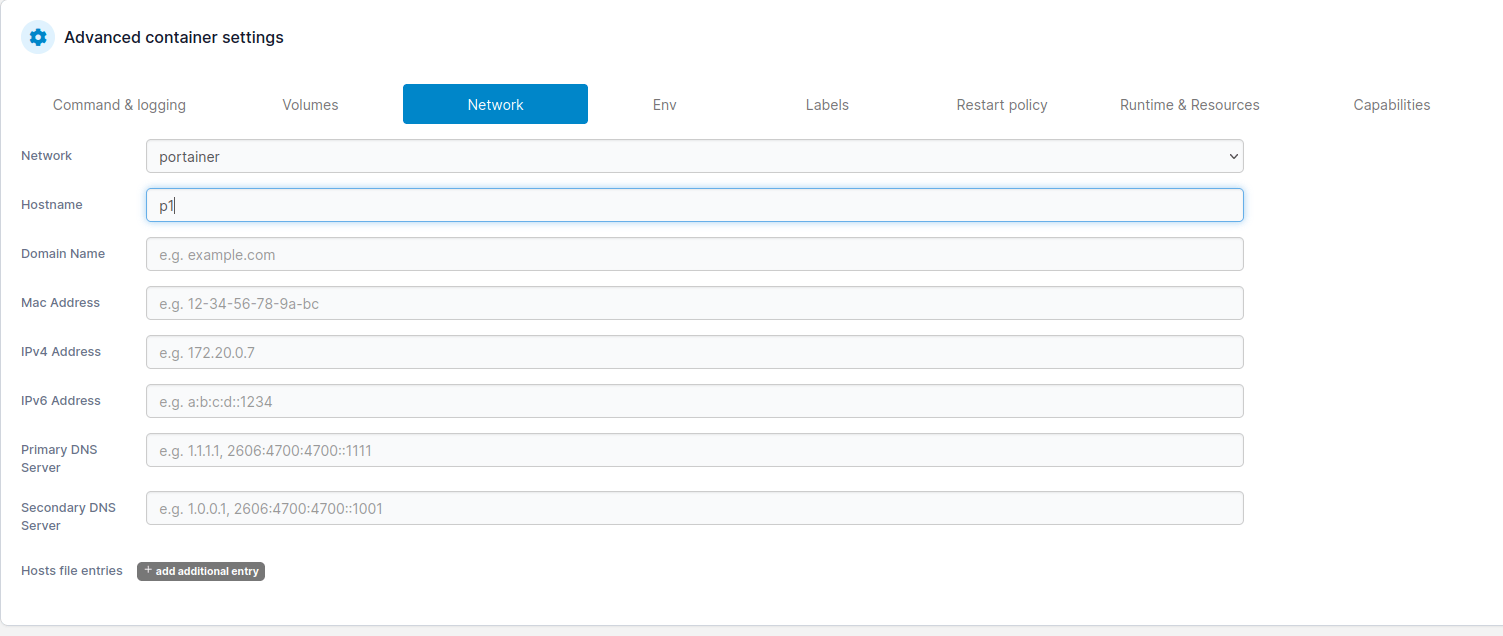 Advanced container settings
Command & logging Volumes Network Env Labels Restart policy Runtime & Resources Capabilities
Network portainer
Hostname p1
Domain Name e.g. example.com
Mac Address e.g. 12-34-56-78-9a-bc
IPv4 Address e.g. 172.20.0.7
IPv6 Address e.g. a:b:c:d::1234
Primary DNS Server e.g. 1.1.1.1, 2606:4700:4700::1111
Secondary DNS Server e.g. 1.0.0.1, 2606:4700:4700::1001
Hosts file entries + add additional entry